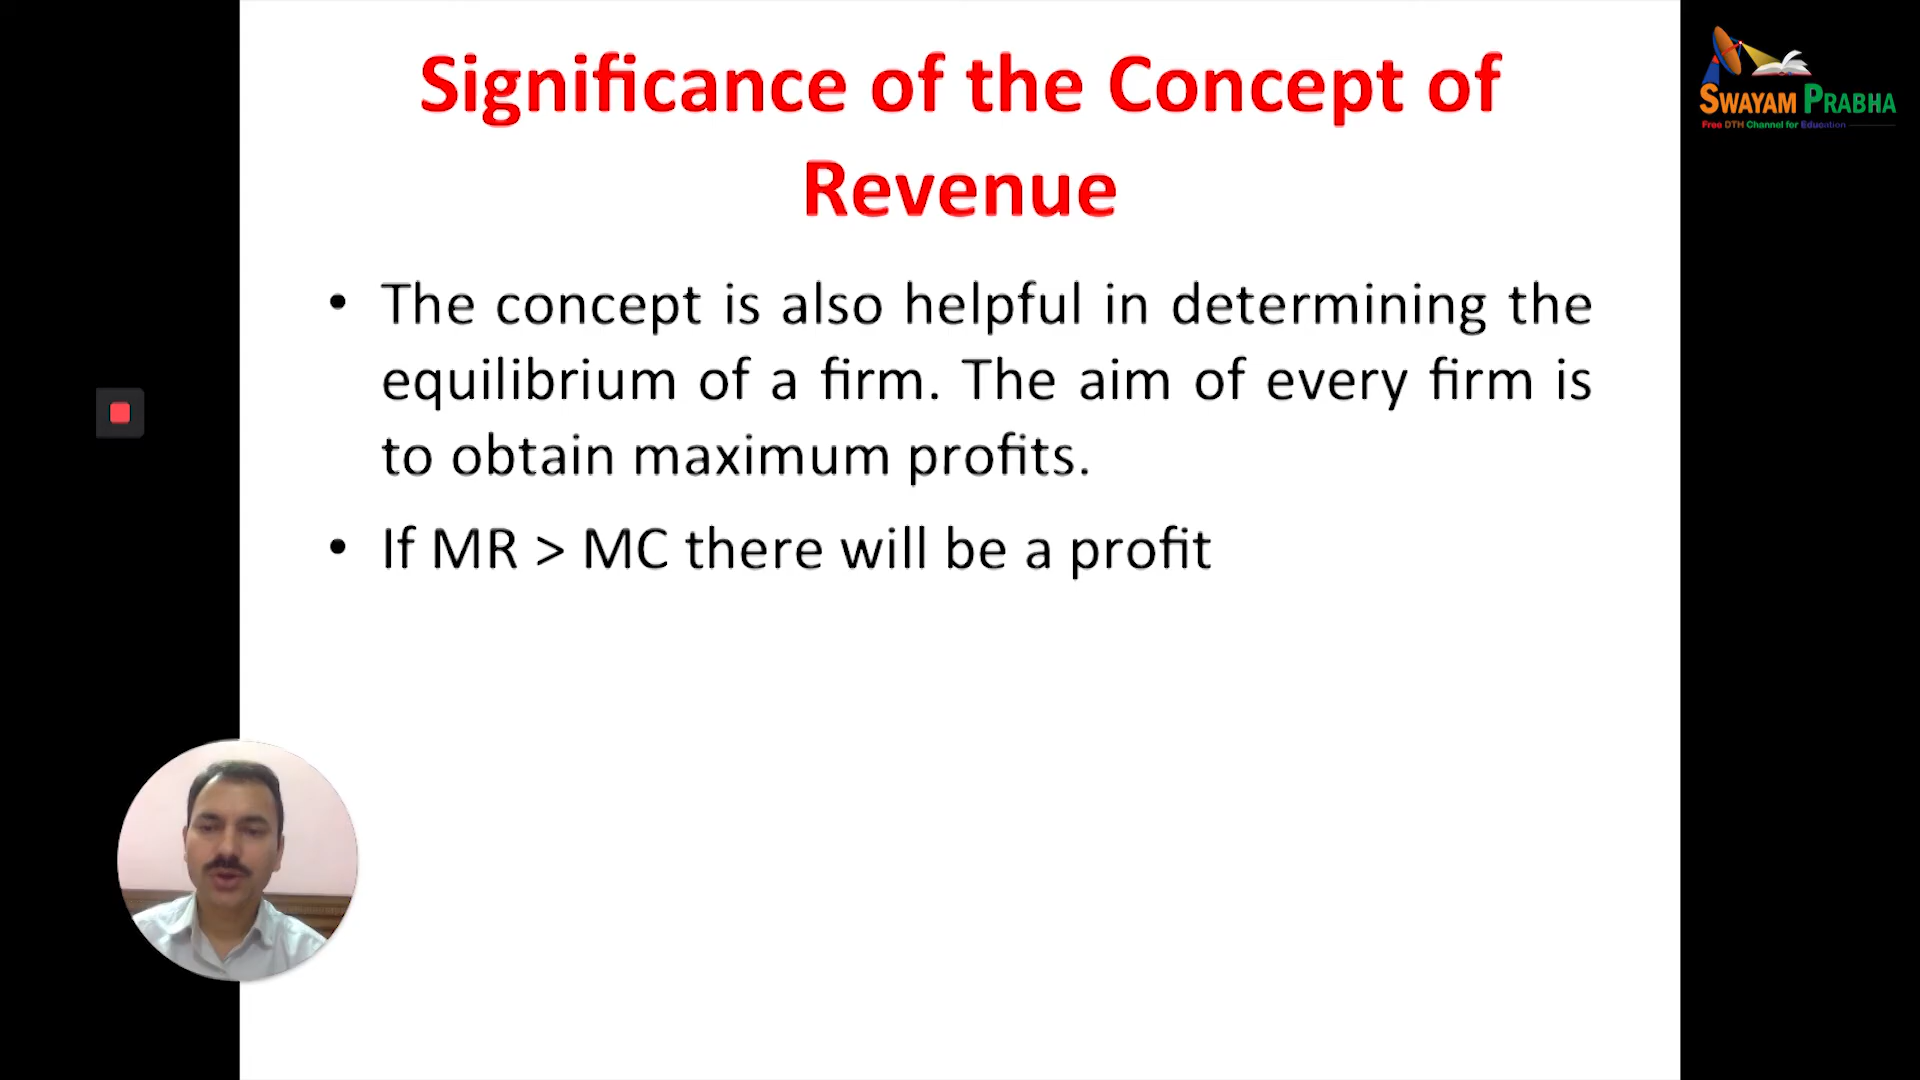 Significance of the Concept of
Revenue
• The concept is also helpful in determining the
equilibrium of a firm. The aim of every firm is
to obtain maximum profits.
• If MR > MC there will be a profit
SWAYAM PRABHA
Free DTH Channel for Education